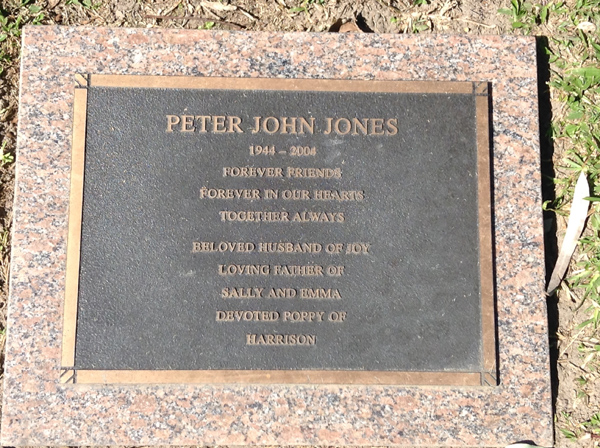 PETER JOHN JONES
1944 – 2004
FOREVER FRIENDS
FOREVER IN OUR HEARTS
TOGETHER ALWAYS
BELOVED HUSBAND OF JOY
LOVING FATHER OF
SALLY AND EMMA
DEVOTED POPPY OF
HARRISON